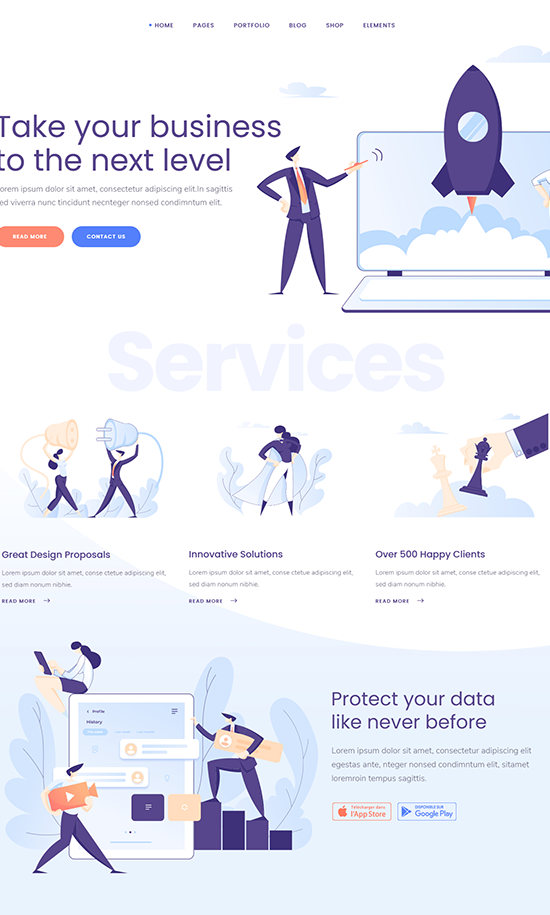 HOME PAGES PORTFOLIO BLOG SHOP ELEMENTS
Take your business
to the next level
orem ipsum dolor sit amet, consectetur adipiscing elit.In sagittis
ed viverra nunc tincidunt necnteger nonsed condimntum elit.
READ MORE CONTACT US
Services
Great Design Proposals
Lorem ipsum dolor sit amet, conse ctetue adipiscing elit,
sed diam nonum nibhie.
READ MORE
Innovative Solutions
Lorem ipsum dolor sit amet, conse ctetue adipiscing elit,
sed diam nonum nibhie.
READ MORE
Over 500 Happy Clients
Lorem ipsum dolor sit amet, conse ctetue adipiscing elit,
sed diam nonum nibhie.
READ MORE
Profile
History
Protect your data
like never before
Lorem ipsum dolor sit amet, consectetur adipiscing elit
egestas ante, nteger nonsed condimntum elit, sitamet
loremroin tempus sagittis.
Télécharger dans
l'App Store
DISPONIBLE SUR
Google Play